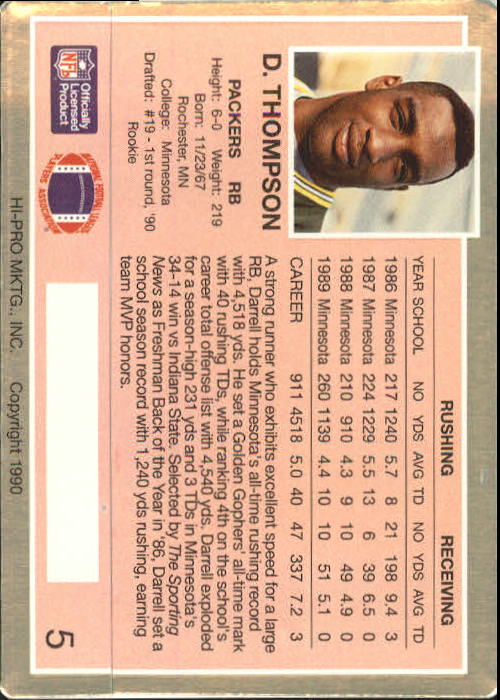 D. THOMPSON
PACKERS RB
Height: 6-0 Weight: 219
Born: 11/23/67
Rochester, MN
College: Minnesota
Drafted: #19 - 1st round, '90
Rookie
RUSHING RECEIVING
YEAR SCHOOL NO YDS AVG TD NO YDS AVG TD
1986 Minnesota 217 1240 5.7 8 21 198 9.4 3
1987 Minnesota 224 1229 5.5 13 6 39 6.5 0
1988 Minnesota 210 910 4.3 9 10 49 4.9 0
1989 Minnesota 260 1139 4.4 10 10 51 5.1 0
CAREER 911 4518 5.0 40 47 337 7.2 3
A strong runner who exhibits excellent speed for a large
RB, Darrell holds Minnesota's all-time rushing record
with 4,518 yds. He set a Golden Gophers' all-time mark
with 40 rushing TDs, while ranking 4th on the school's
career total offense list with 4,540 yds. Darrell exploded
for a season-high 231 yds and 3 TDs in Minnesota's
34-14 win vs Indiana State. Selected by The Sporting
News as Freshman Back of the Year in '86, Darrell set a
school season record with 1,240 yds rushing, earning
team MVP honors.
NFL
Officially
Licensed
Product
NATIONAL FOOTBALL LEAGUE
PLAYERS
ASSOCIATION
5
HI-PRO MKTG., INC. Copyright 1990